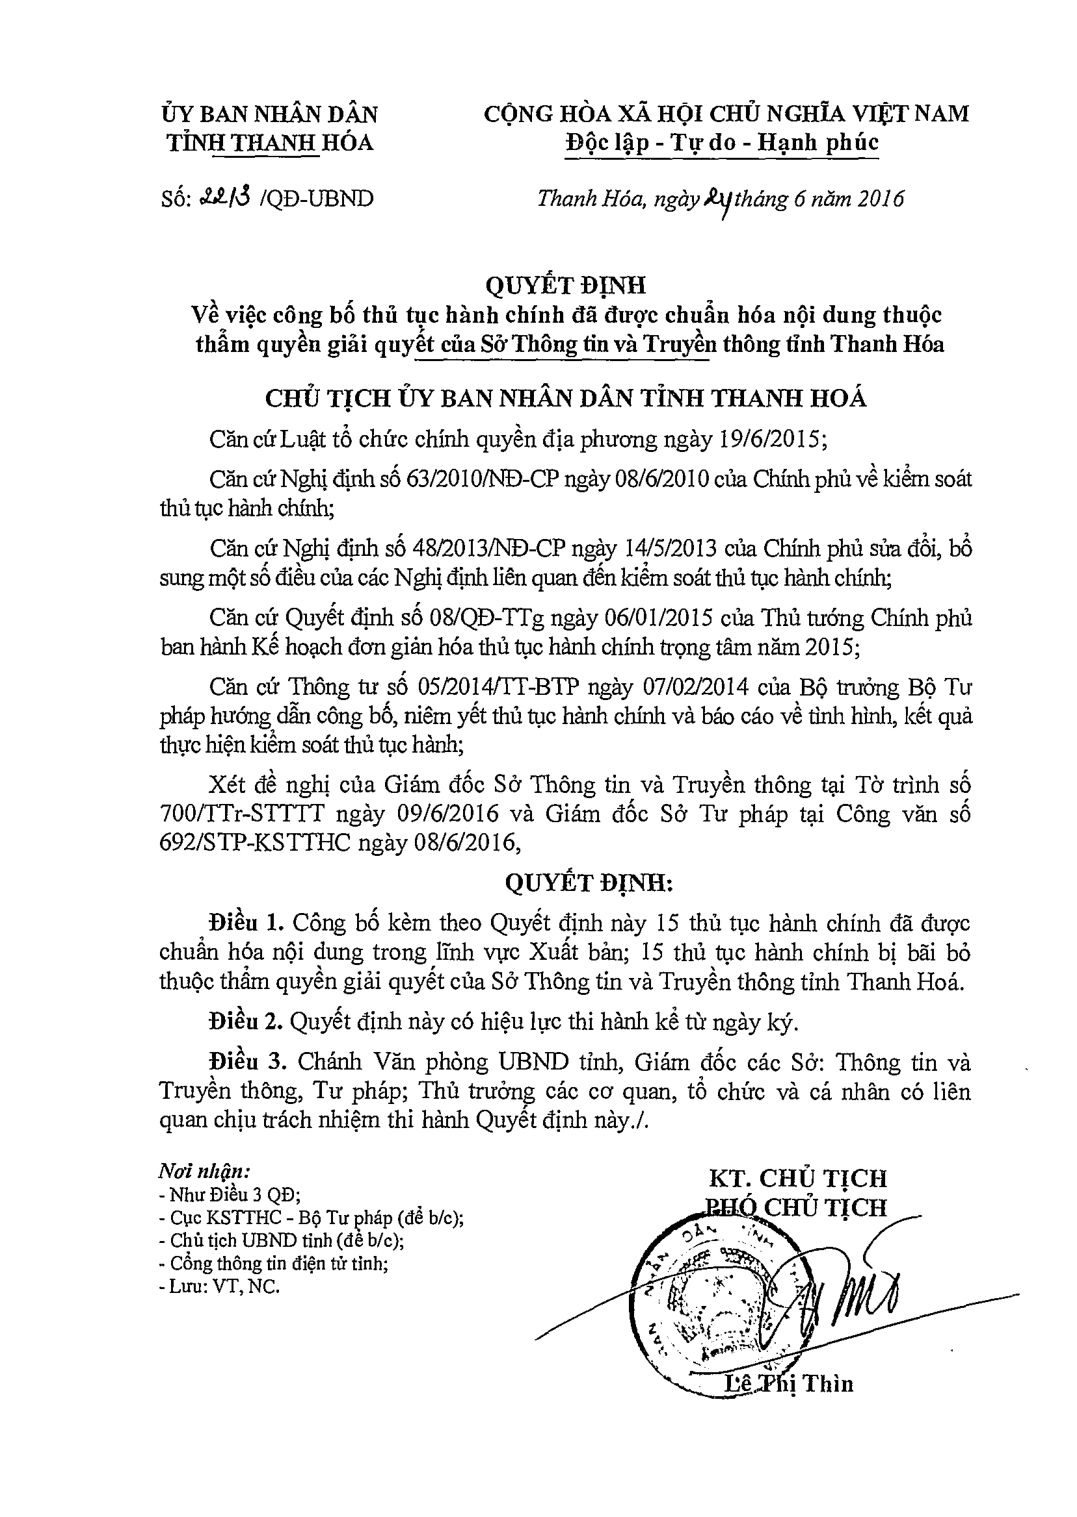 ỦY BAN NHÂN DÂN
TỈNH THANH HÓA
CỘNG HÒA XÃ HỘI CHỦ NGHĨA VIỆT NAM
Độc lập - Tự do - Hạnh phúc
Số: 2213 /QĐ-UBND
Thanh Hóa, ngày 24 tháng 6 năm 2016
QUYẾT ĐỊNH
Về việc công bố thủ tục hành chính đã được chuẩn hóa nội dung thuộc
thẩm quyền giải quyết của Sở Thông tin và Truyền thông tỉnh Thanh Hóa
CHỦ TỊCH ỦY BAN NHÂN DÂN TỈNH THANH HOÁ
Căn cứ Luật tổ chức chính quyền địa phương ngày 19/6/2015;
Căn cứ Nghị định số 63/2010/NĐ-CP ngày 08/6/2010 của Chính phủ về kiểm soát
thủ tục hành chính;
Căn cứ Nghị định số 48/2013/NĐ-CP ngày 14/5/2013 của Chính phủ sửa đổi, bổ
sung một số điều của các Nghị định liên quan đến kiểm soát thủ tục hành chính;
Căn cứ Quyết định số 08/QĐ-TTg ngày 06/01/2015 của Thủ tướng Chính phủ
ban hành Kế hoạch đơn giản hóa thủ tục hành chính trọng tâm năm 2015;
Căn cứ Thông tư số 05/2014/TT-BTP ngày 07/02/2014 của Bộ trưởng Bộ Tư
pháp hướng dẫn công bố, niêm yết thủ tục hành chính và báo cáo về tình hình, kết quả
thực hiện kiểm soát thủ tục hành;
Xét đề nghị của Giám đốc Sở Thông tin và Truyền thông tại Tờ trình số
700/TTr-STTTT ngày 09/6/2016 và Giám đốc Sở Tư pháp tại Công văn số
692/STP-KSTTHC ngày 08/6/2016,
QUYẾT ĐỊNH:
Điều 1. Công bố kèm theo Quyết định này 15 thủ tục hành chính đã được
chuẩn hóa nội dung trong lĩnh vực Xuất bản; 15 thủ tục hành chính bị bãi bỏ
thuộc thẩm quyền giải quyết của Sở Thông tin và Truyền thông tỉnh Thanh Hoá.
Điều 2. Quyết định này có hiệu lực thi hành kể từ ngày ký.
Điều 3. Chánh Văn phòng UBND tỉnh, Giám đốc các Sở: Thông tin và
Truyền thông, Tư pháp; Thủ trưởng các cơ quan, tổ chức và cá nhân có liên
quan chịu trách nhiệm thi hành Quyết định này./.
Nơi nhận:
- Như Điều 3 QĐ;
- Cục KSTTHC - Bộ Tư pháp (để b/c);
- Chủ tịch UBND tỉnh (để b/c);
- Cổng thông tin điện tử tỉnh;
- Lưu: VT, NC.
KT. CHỦ TỊCH
PHÓ CHỦ TỊCH
BAN NHÂN DÂN TỈNH
Lê Thị Thìn